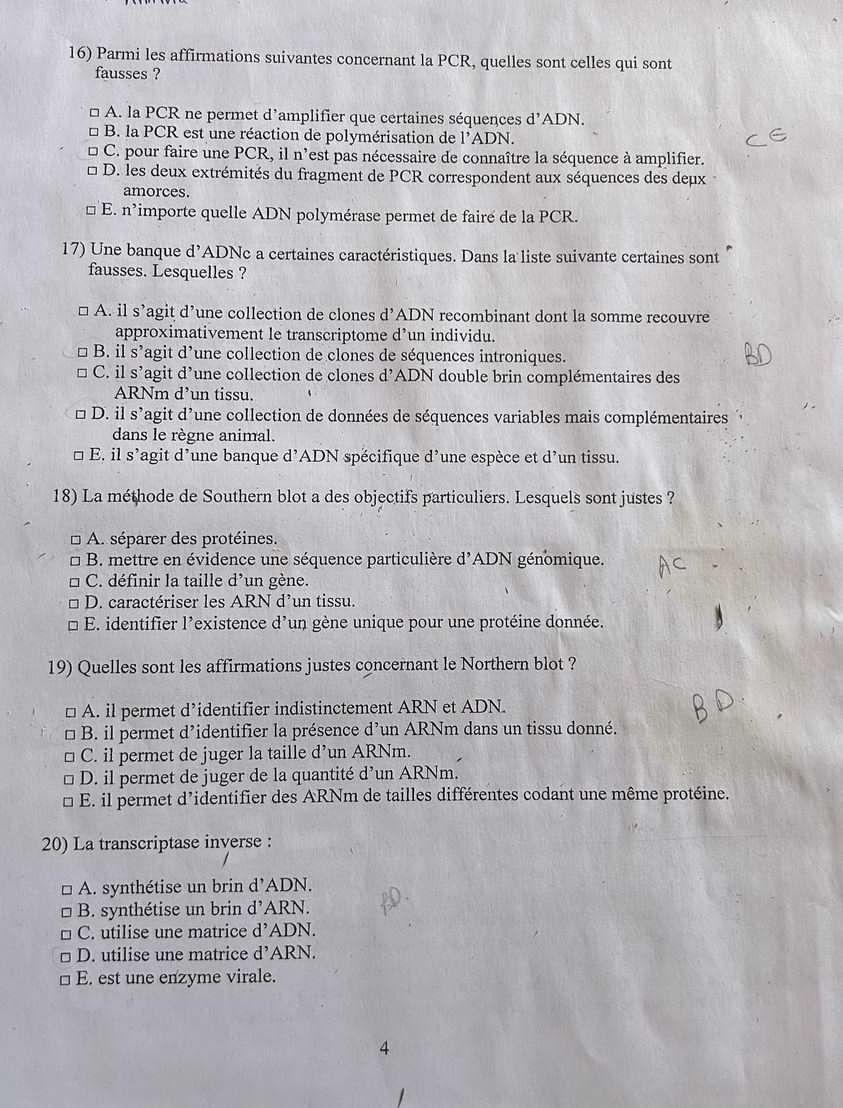 16) Parmi les affirmations suivantes concernant la PCR, quelles sont celles qui sont
fausses ?
□ A. la PCR ne permet d'amplifier que certaines séquences d'ADN.
□ B. la PCR est une réaction de polymérisation de l'ADN.
CE
□ C. pour faire une PCR, il n'est pas nécessaire de connaître la séquence à amplifier.
□ D. les deux extrémités du fragment de PCR correspondent aux séquences des deux
amorces.
□ E. n'importe quelle ADN polymérase permet de faire de la PCR.
17) Une banque d'ADNc a certaines caractéristiques. Dans la liste suivante certaines sont
fausses. Lesquelles ?
□ A. il s'agit d'une collection de clones d'ADN recombinant dont la somme recouvre
approximativement le transcriptome d'un individu.
□ B. il s'agit d'une collection de clones de séquences introniques.
BD
□ C. il s'agit d'une collection de clones d'ADN double brin complémentaires des
ARNm d'un tissu.
□ D. il s'agit d'une collection de données de séquences variables mais complémentaires
dans le règne animal.
□ E. il s'agit d'une banque d'ADN spécifique d'une espèce et d'un tissu.
18) La méthode de Southern blot a des objectifs particuliers. Lesquels sont justes ?
□ A. séparer des protéines.
□ B. mettre en évidence une séquence particulière d'ADN génomique.
AC
□ C. définir la taille d'un gène.
□ D. caractériser les ARN d'un tissu.
□ E. identifier l'existence d'un gène unique pour une protéine donnée.
19) Quelles sont les affirmations justes concernant le Northern blot ?
□ A. il permet d'identifier indistinctement ARN et ADN.
BD
□ B. il permet d'identifier la présence d'un ARNm dans un tissu donné.
□ C. il permet de juger la taille d'un ARNm.
□ D. il permet de juger de la quantité d'un ARNm.
□ E. il permet d'identifier des ARNm de tailles différentes codant une même protéine.
20) La transcriptase inverse :
□ A. synthétise un brin d'ADN.
□ B. synthétise un brin d'ARN.
BD.
□ C. utilise une matrice d'ADN.
□ D. utilise une matrice d'ARN.
□ E. est une enzyme virale.
4